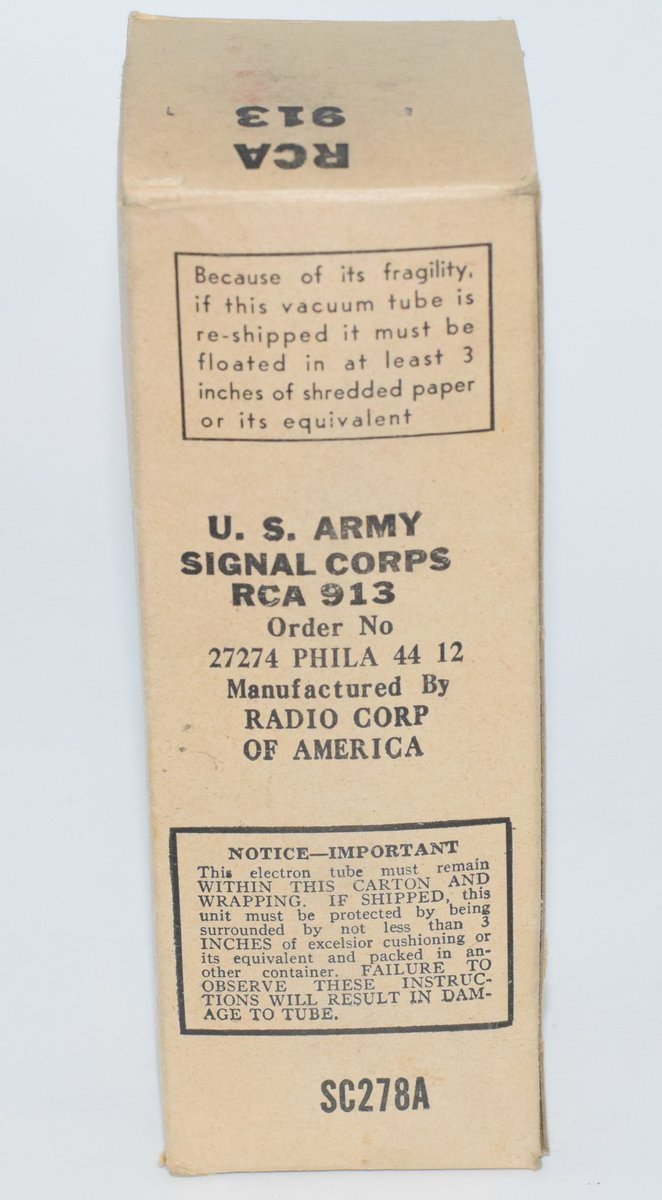 RCA
913
Because of its fragility,
if this vacuum tube is
re-shipped it must be
floated in at least 3
inches of shredded paper
or its equivalent
U. S. ARMY
SIGNAL CORPS
RCA 913
Order No
27274 PHILA 44 12
Manufactured By
RADIO CORP
OF AMERICA
NOTICE—IMPORTANT
This electron tube must remain
WITHIN THIS CARTON AND
WRAPPING. IF SHIPPED, this
unit must be protected by being
surrounded by not less than 3
INCHES of excelsior cushioning or
its equivalent and packed in an-
other container. FAILURE TO
OBSERVE THESE INSTRUC-
TIONS WILL RESULT IN DAM-
AGE TO TUBE.
SC278A